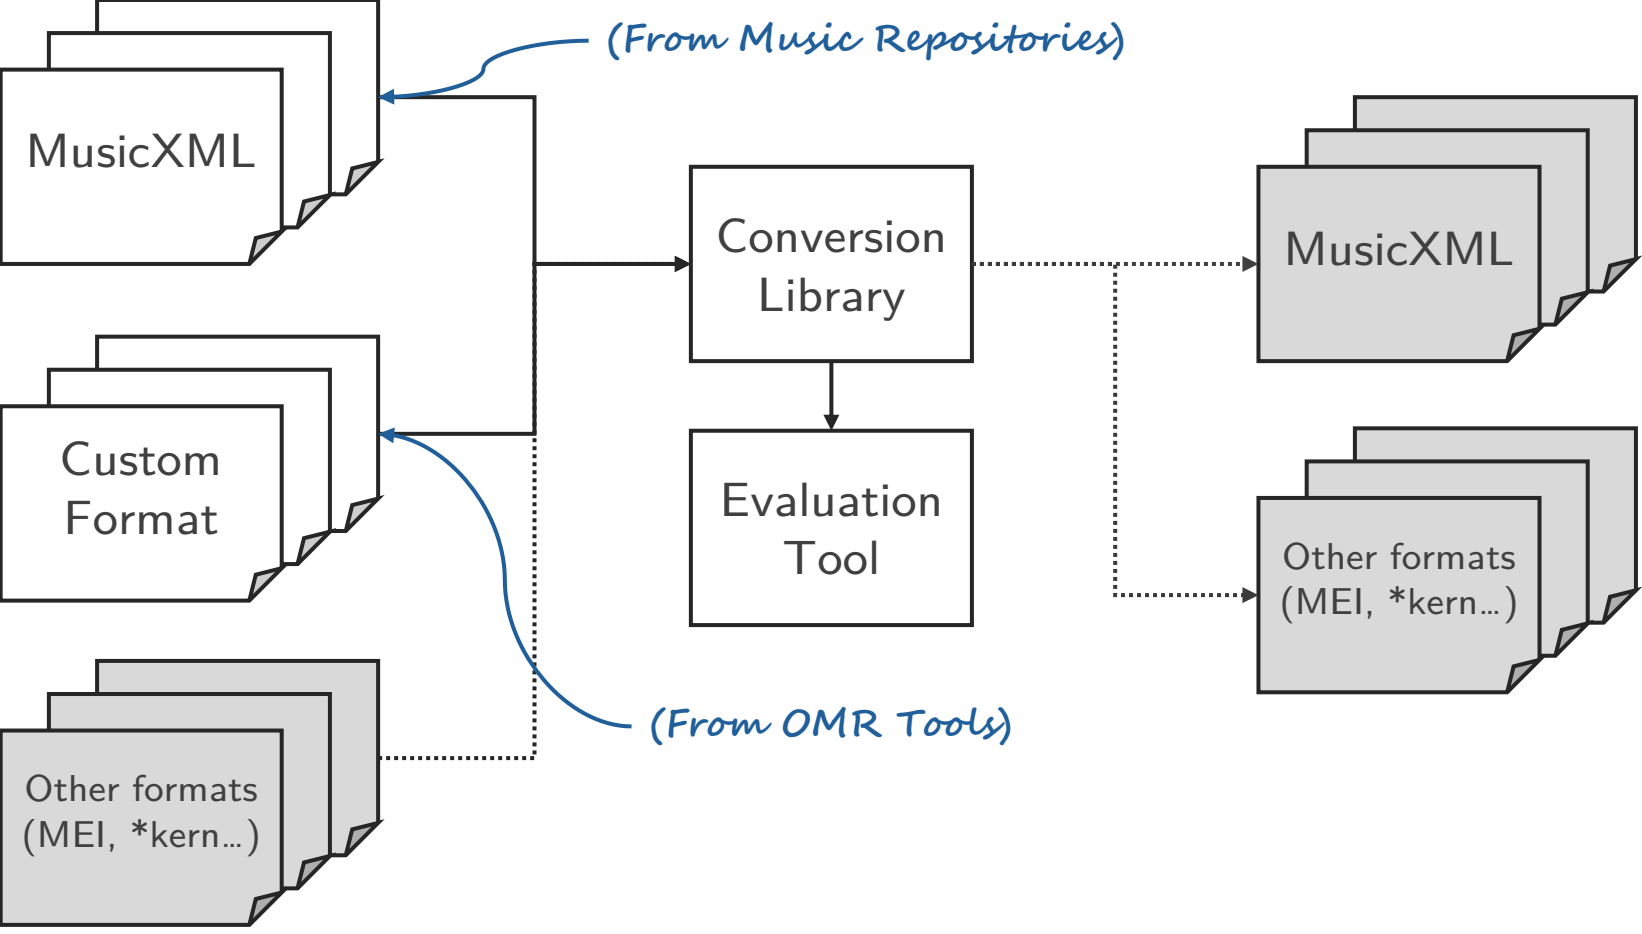 (From Music Repositories)
MusicXML
Conversion
Library
MusicXML
Custom
Format
Evaluation
Tool
Other formats
(MEI, *kern...)
(From OMR Tools)
Other formats
(MEI, *kern...)